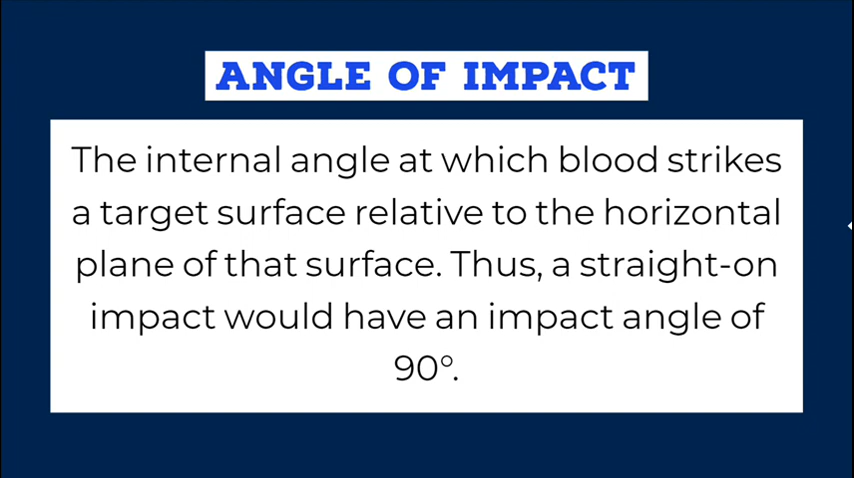 ANGLE OF IMPACT
The internal angle at which blood strikes
a target surface relative to the horizontal
plane of that surface. Thus, a straight-on
impact would have an impact angle of
90°.